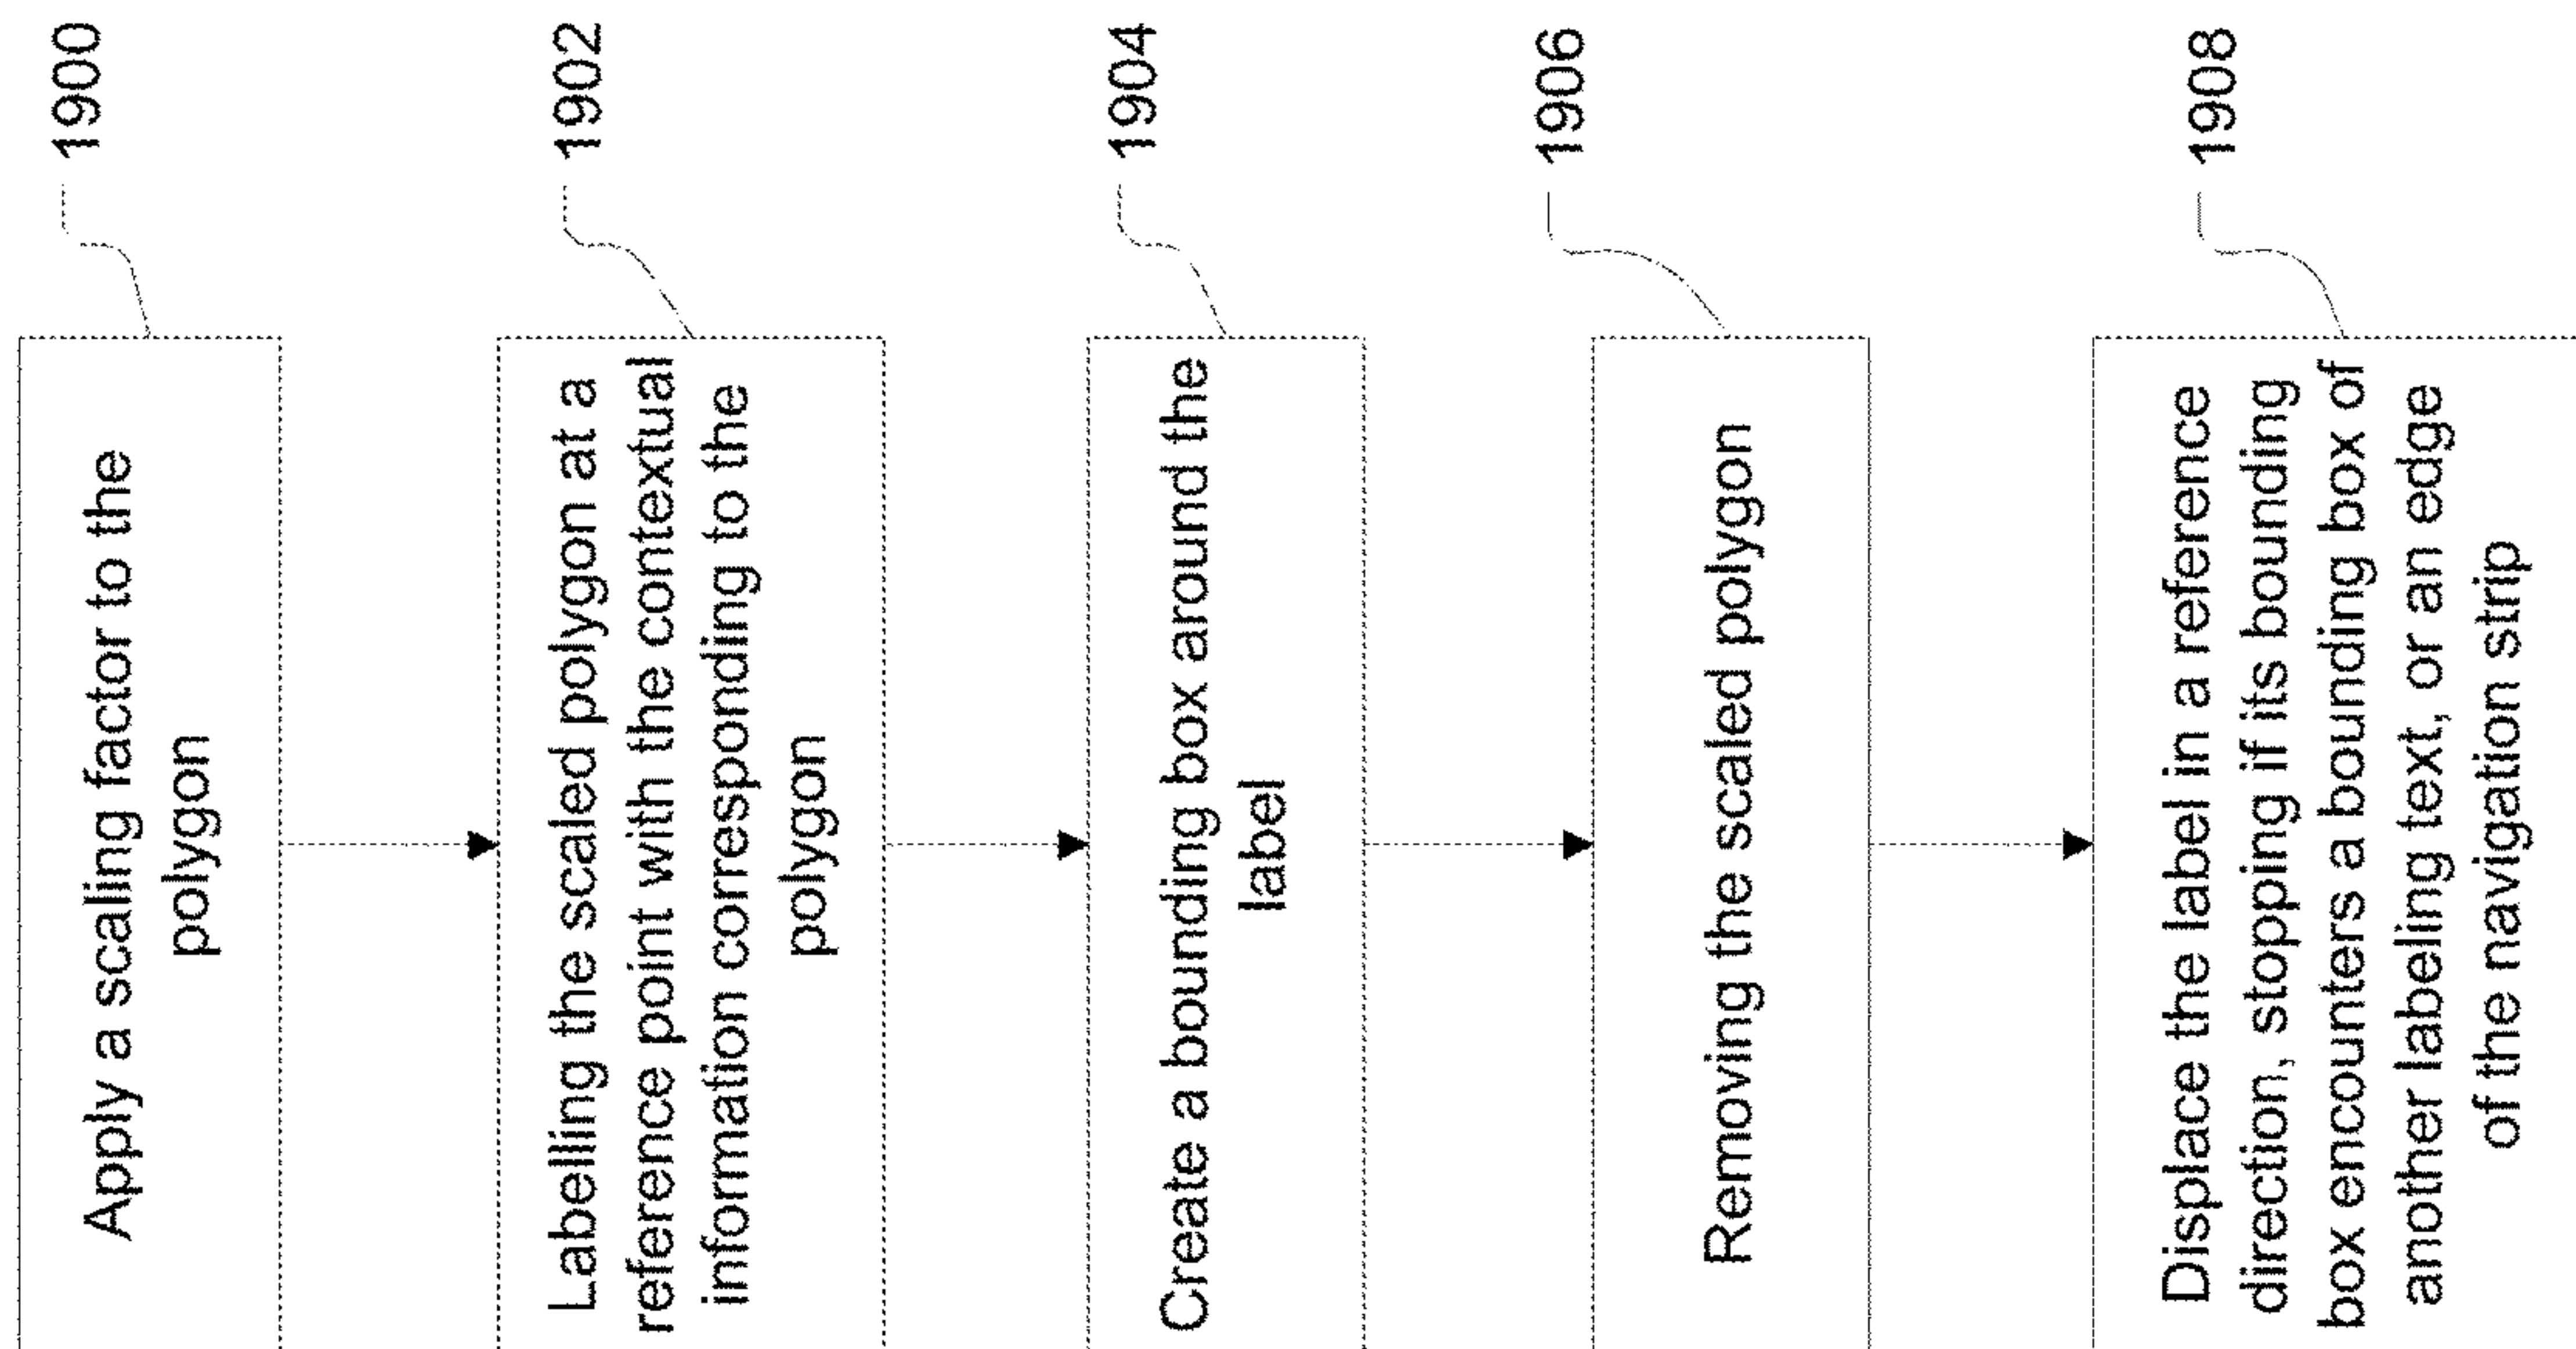 Apply a scaling factor to the
polygon
1900
Labelling the scaled polygon at a
reference point with the contextual
information corresponding to the
polygon
1902
Create a bounding box around the
label
1904
Removing the scaled polygon
1906
Displace the label in a reference
direction, stopping if its bounding
box encounters a bounding box of
another labeling text, or an edge
of the navigation strip
1908